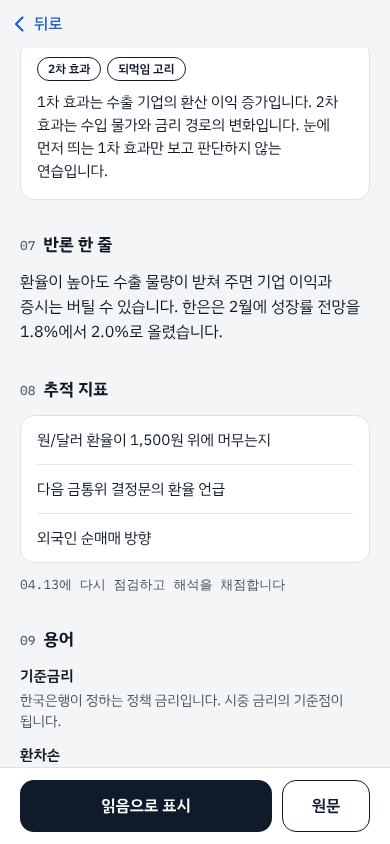 뒤로
2차 효과 되먹임 고리
1차 효과는 수출 기업의 환산 이익 증가입니다. 2차
효과는 수입 물가와 금리 경로의 변화입니다. 눈에
먼저 띄는 1차 효과만 보고 판단하지 않는
연습입니다.
07 반론 한 줄
환율이 높아도 수출 물량이 받쳐 주면 기업 이익과
증시는 버틸 수 있습니다. 한은은 2월에 성장률 전망을
1.8%에서 2.0%로 올렸습니다.
08 추적 지표
원/달러 환율이 1,500원 위에 머무는지
다음 금통위 결정문의 환율 언급
외국인 순매매 방향
04.13에 다시 점검하고 해석을 채점합니다
09 용어
기준금리
한국은행이 정하는 정책 금리입니다. 시중 금리의 기준점이
됩니다.
환차손
읽음으로 표시 원문